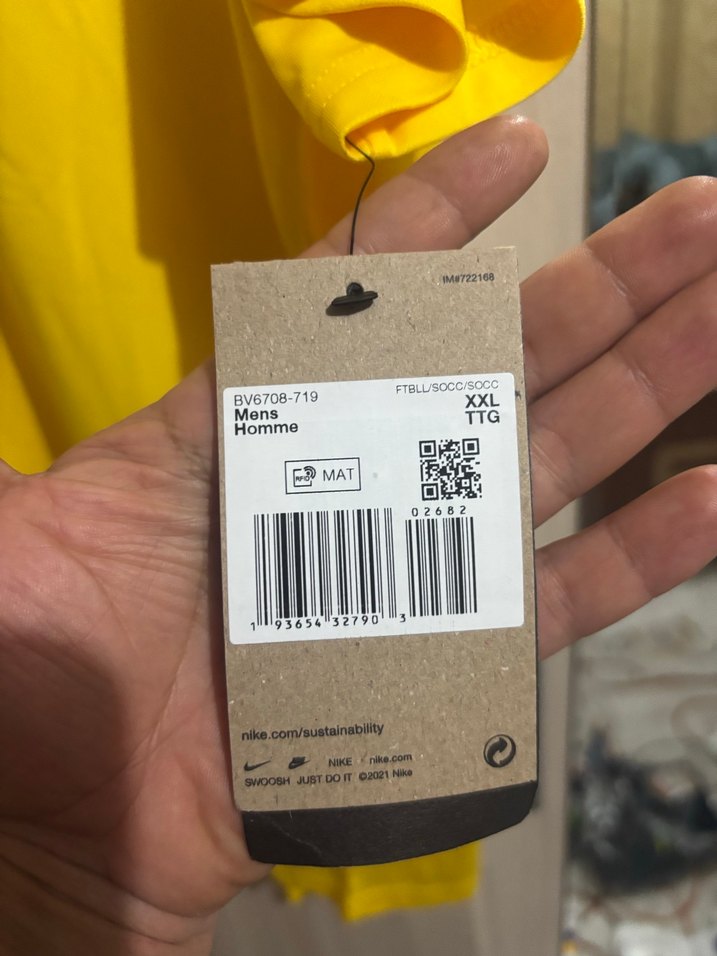 IM#722168
BV6708-719 FTBLL/SOCC/SOCC
Mens XXL
Homme TTG
RFID MAT
02682
1 93654 32790 3
nike.com/sustainability
NIKE nike.com
SWOOSH JUST DO IT ©2021 Nike